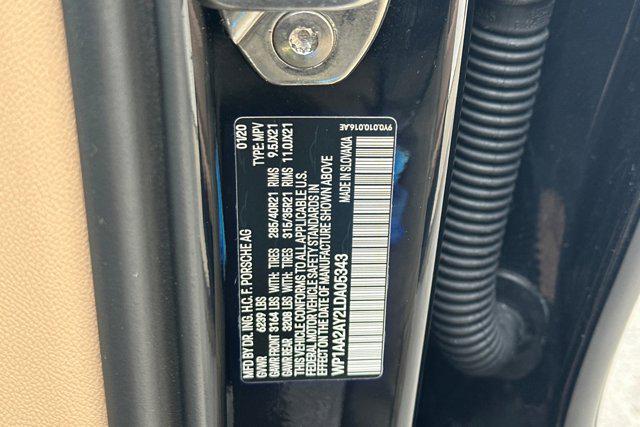 MFD BY DR. ING. H.C. F. PORSCHE AG 01/20
GVWR 6239 LBS TYPE: MPV
GAWR FRONT 3164 LBS WITH: TIRES 285/40R21 RIMS 9.5JX21
GAWR REAR 3208 LBS WITH: TIRES 315/35R21 RIMS 11.0JX21
THIS VEHICLE CONFORMS TO ALL APPLICABLE U.S.
FEDERAL MOTOR VEHICLE SAFETY STANDARDS IN
EFFECT ON THE DATE OF MANUFACTURE SHOWN ABOVE
WP1AA2AY2LDA05343 MADE IN SLOVAKIA
9Y0.010.016.AE